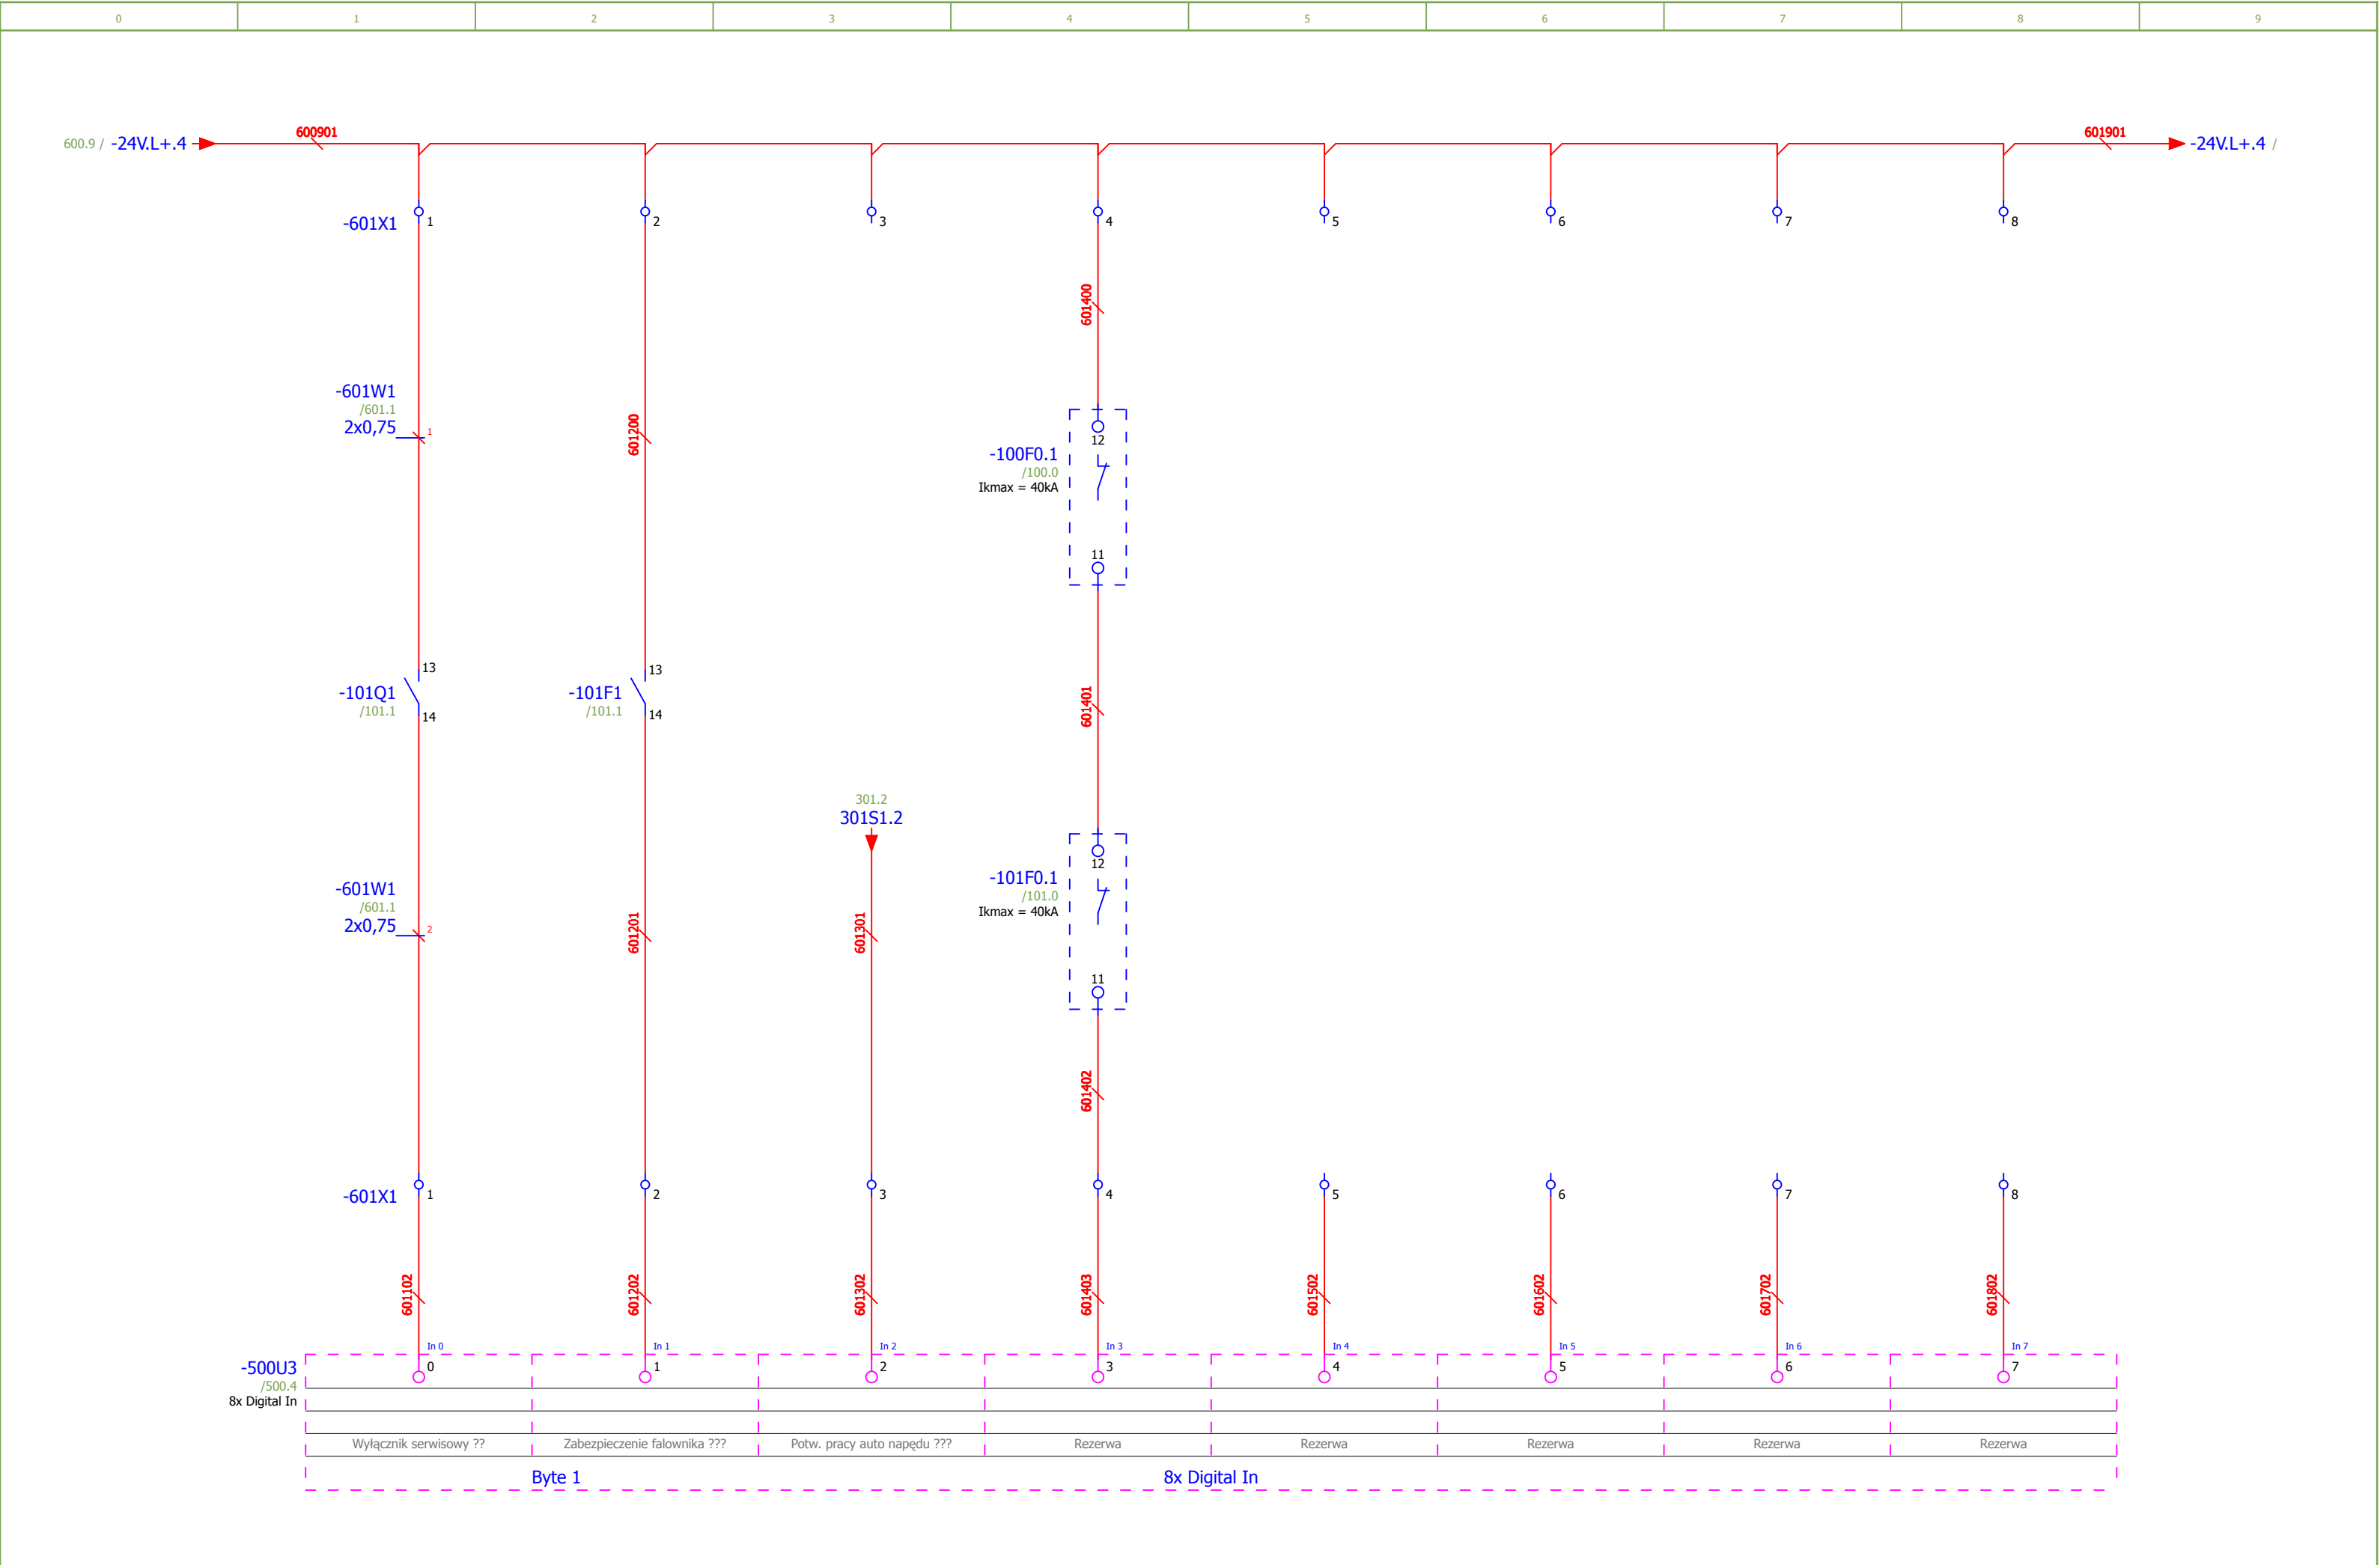 0 1 2 3 4 5 6 7 8 9
600901 601901
600.9 / -24V.L+.4 -24V.L+.4 /
-601X1 1 2 3 4 5 6 7 8
601400
-601W1
/601.1
2x0,75 1
601200
12
-100F0.1
/100.0
Ikmax = 40kA
11
13 13
-101Q1 -101F1
/101.1 /101.1
14 14
601401
301.2
301S1.2
12
-101F0.1
/101.0
Ikmax = 40kA
11
-601W1
/601.1
2x0,75 2
601201 601301
601402
-601X1 1 2 3 4 5 6 7 8
601102 601202 601302 601403 601502 601602 601702 601802
In 0 In 1 In 2 In 3 In 4 In 5 In 6 In 7
-500U3 0 1 2 3 4 5 6 7
/500.4
8x Digital In
Wyłącznik serwisowy ?? Zabezpieczenie falownika ??? Potw. pracy auto napędu ??? Rezerwa Rezerwa Rezerwa Rezerwa Rezerwa
Byte 1 8x Digital In